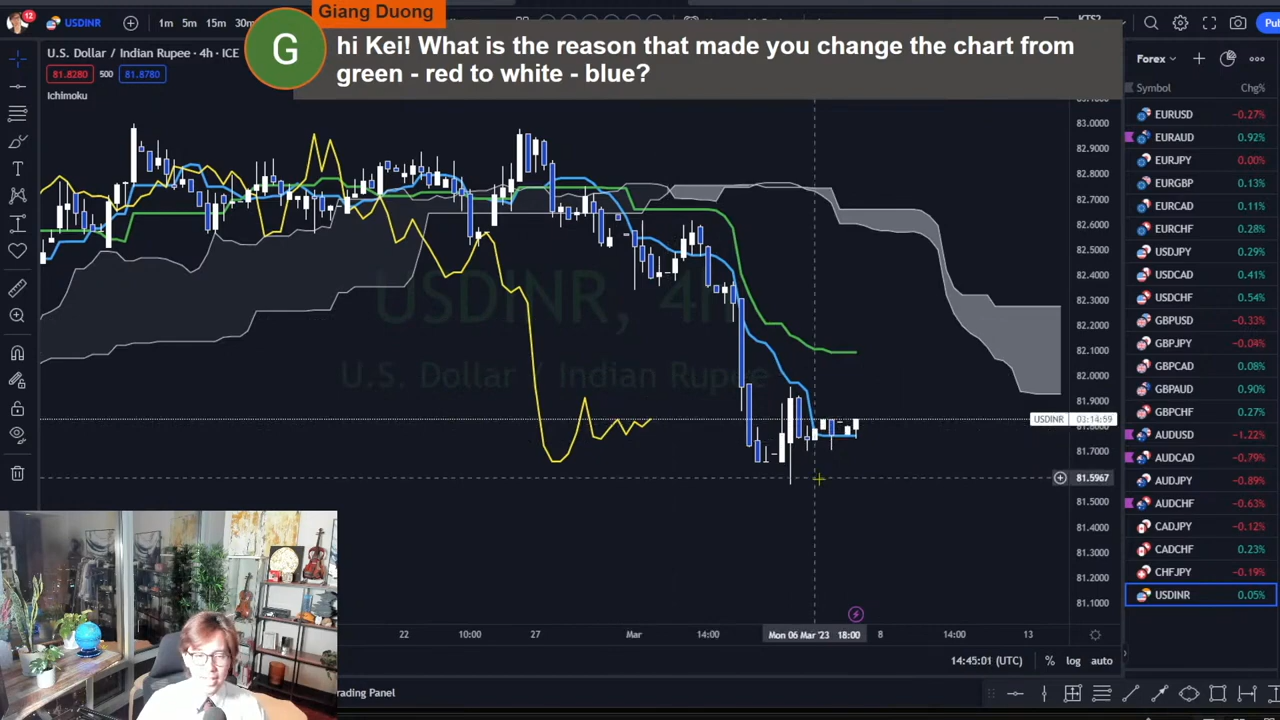 Giang Duong
12
USDINR
1m
5m
15m
30m
G
hi Kei! What is the reason that made you change the chart from
green - red to white - blue?
U.S. Dollar / Indian Rupee · 4h · ICE
81.8280
500
81.8780
Ichimoku
USDINR, 4h
U.S. Dollar / Indian Rupee
83.0000
82.9000
82.8000
82.7000
82.6000
82.5000
82.4000
82.3000
82.2000
82.1000
82.0000
81.9000
USDINR
03:14:59
81.7000
81.5967
81.5000
81.4000
81.3000
81.2000
81.1000
22
10:00
27
Mar
14:00
Mon 06 Mar '23 18:00
8
14:00
13
14:45:01 (UTC)
%
log
auto
rading Panel
Pu
Forex
Symbol
Chg%
EURUSD -0.27%
EURAUD 0.92%
EURJPY 0.00%
EURGBP 0.13%
EURCAD 0.11%
EURCHF 0.28%
USDJPY 0.29%
USDCAD 0.41%
USDCHF 0.54%
GBPUSD -0.33%
GBPJPY -0.04%
GBPCAD 0.08%
GBPAUD 0.90%
GBPCHF 0.27%
AUDUSD -1.22%
AUDCAD -0.79%
AUDJPY -0.89%
AUDCHF -0.63%
CADJPY -0.12%
CADCHF 0.23%
CHFJPY -0.19%
USDINR 0.05%